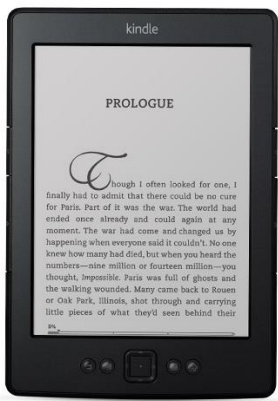 kindle
PROLOGUE
Though I often looked for one, I
finally had to admit that there could be no cure
for Paris. Part of it was the war. The world had
ended once already and could again at any
moment. The war had come and changed us by
happening when everyone said it couldn't. No one
knew how many had died, but when you heard the
numbers—nine million or fourteen million—you
thought, Impossible. Paris was full of ghosts and
the walking wounded. Many came back to Rouen
or Oak Park, Illinois, shot through and carrying
little pieces of what they'd seen behind their